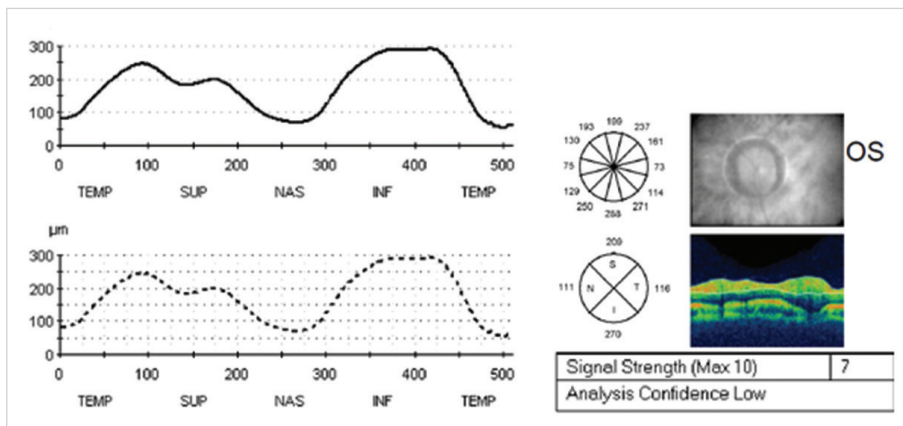 300
200
100
0
0 100 200 300 400 500
TEMP SUP NAS INF TEMP
µm
300
200
100
0
0 100 200 300 400 500
TEMP SUP NAS INF TEMP
199
193 237
130 161
75 73
129 114
250 271
288
209
S
111 N T 116
I
270
OS
Signal Strength (Max 10) 7
Analysis Confidence Low